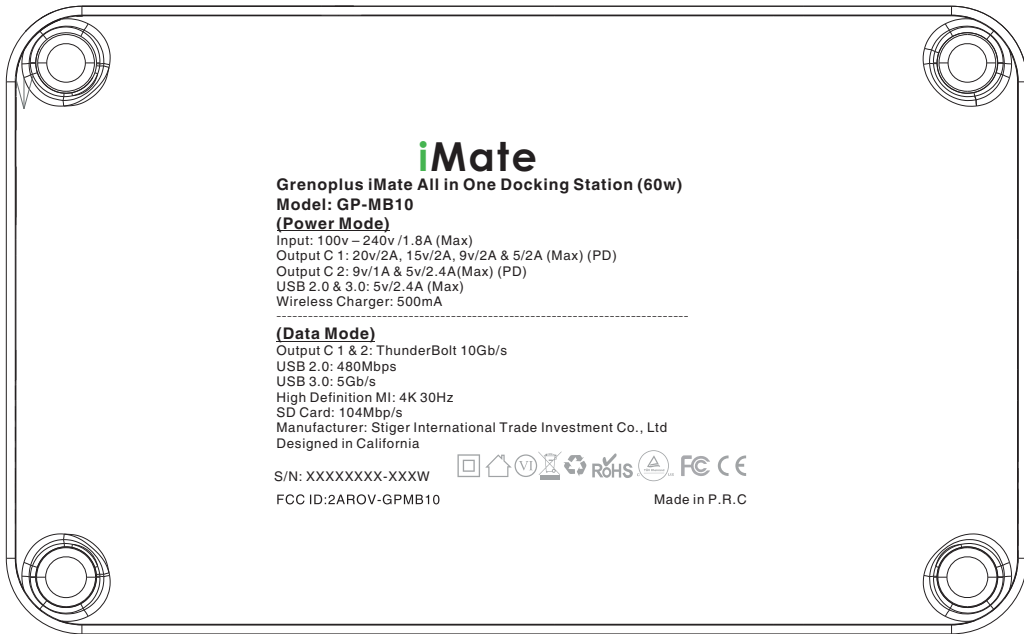 iMate
Grenoplus iMate All in One Docking Station (60w)
Model: GP-MB10
(Power Mode)
Input: 100v – 240v /1.8A (Max)
Output C 1: 20v/2A, 15v/2A, 9v/2A & 5/2A (Max) (PD)
Output C 2: 9v/1A & 5v/2.4A(Max) (PD)
USB 2.0 & 3.0: 5v/2.4A (Max)
Wireless Charger: 500mA
(Data Mode)
Output C 1 & 2: ThunderBolt 10Gb/s
USB 2.0: 480Mbps
USB 3.0: 5Gb/s
High Definition MI: 4K 30Hz
SD Card: 104Mbp/s
Manufacturer: Stiger International Trade Investment Co., Ltd
Designed in California
S/N: XXXXXXXX-XXXW
VI RoHS FC CE
FCC ID:2AROV-GPMB10
Made in P.R.C